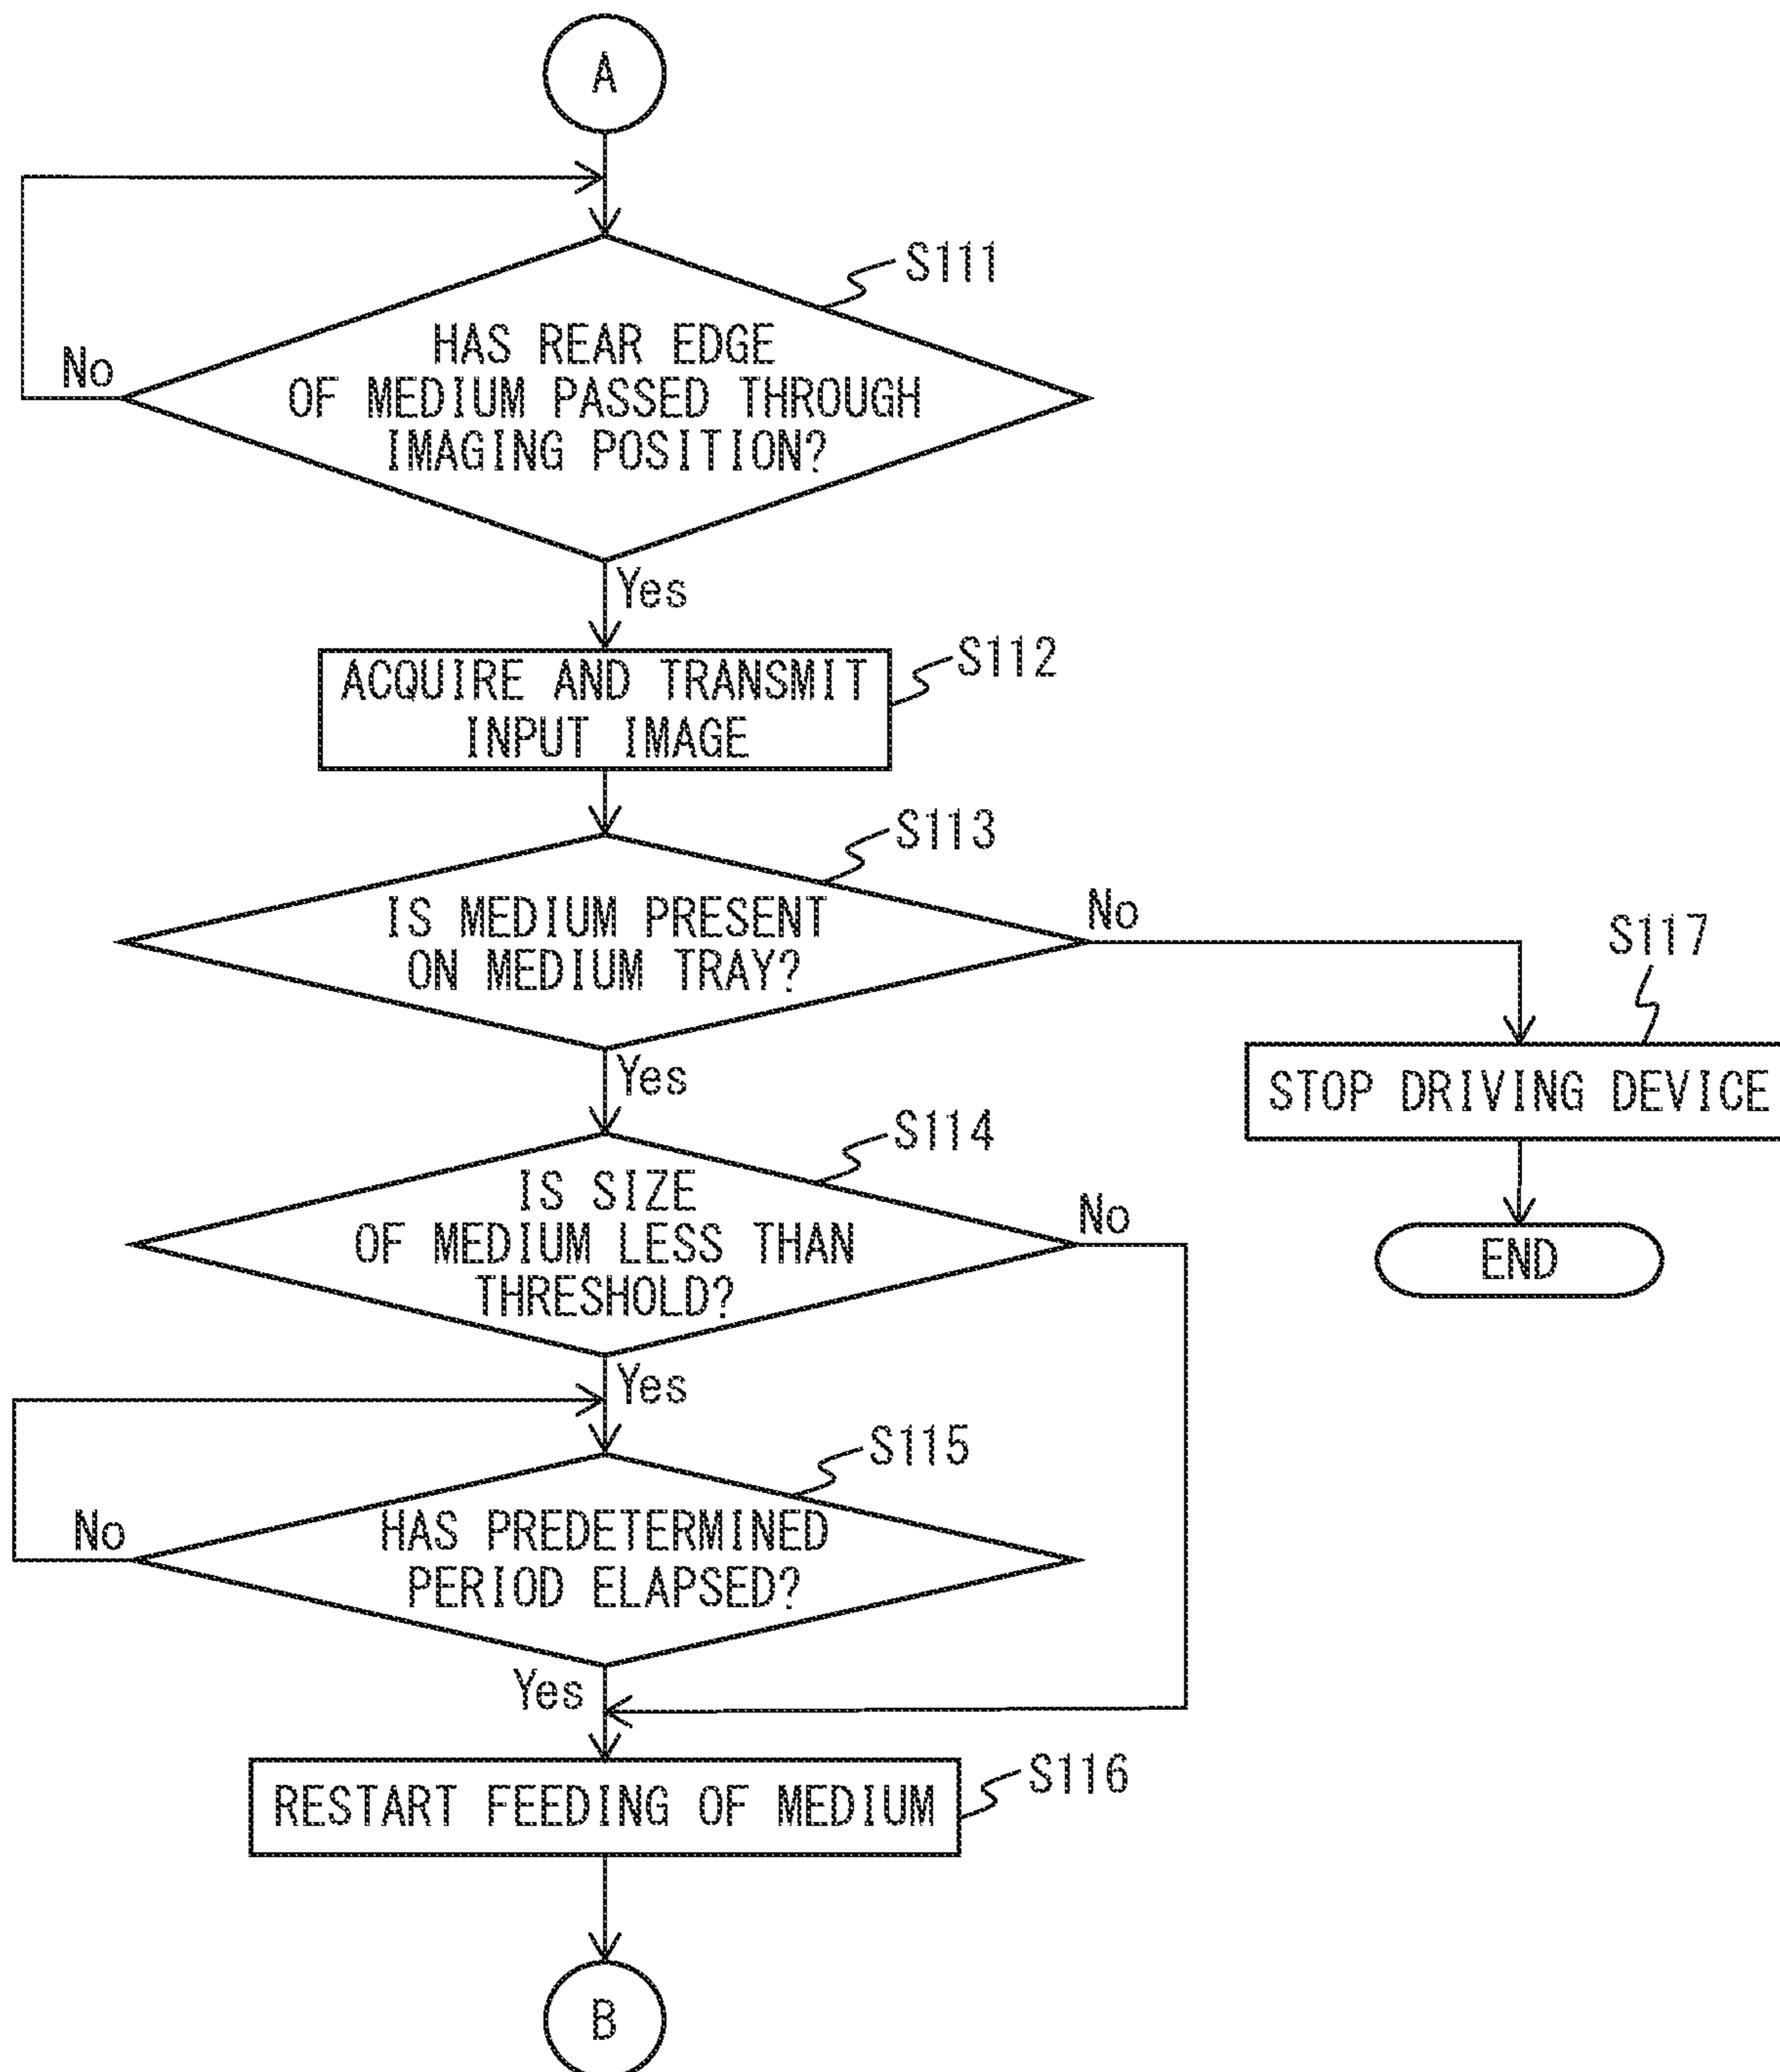 A
S111
HAS REAR EDGE
OF MEDIUM PASSED THROUGH
IMAGING POSITION?
No
Yes
S112
ACQUIRE AND TRANSMIT
INPUT IMAGE
S113
IS MEDIUM PRESENT
ON MEDIUM TRAY?
No
Yes
S117
STOP DRIVING DEVICE
END
S114
IS SIZE
OF MEDIUM LESS THAN
THRESHOLD?
No
Yes
S115
HAS PREDETERMINED
PERIOD ELAPSED?
No
Yes
S116
RESTART FEEDING OF MEDIUM
B